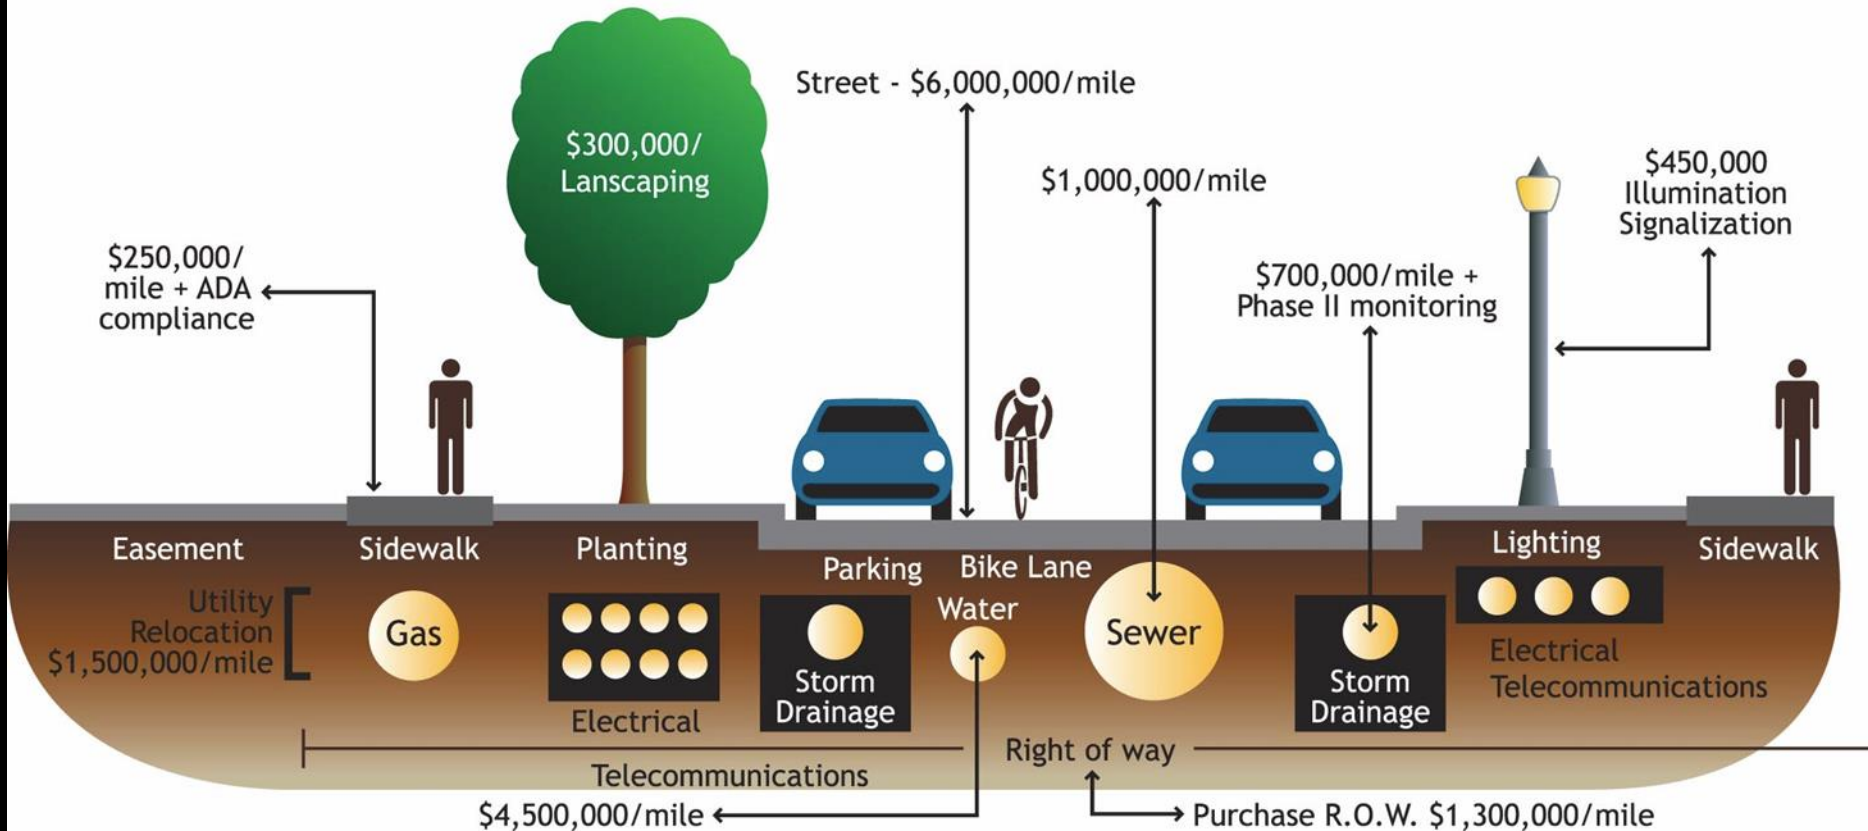 Street - $6,000,000/mile
$300,000/
Lanscaping
$1,000,000/mile
$450,000
Illumination
Signalization
$250,000/
mile + ADA
compliance
$700,000/mile +
Phase II monitoring
Easement
Sidewalk
Planting
Parking
Bike Lane
Lighting
Sidewalk
Utility
Relocation
$1,500,000/mile
Gas
Electrical
Storm
Drainage
Water
Sewer
Storm
Drainage
Electrical
Telecommunications
Right of way
Telecommunications
$4,500,000/mile
Purchase R.O.W. $1,300,000/mile